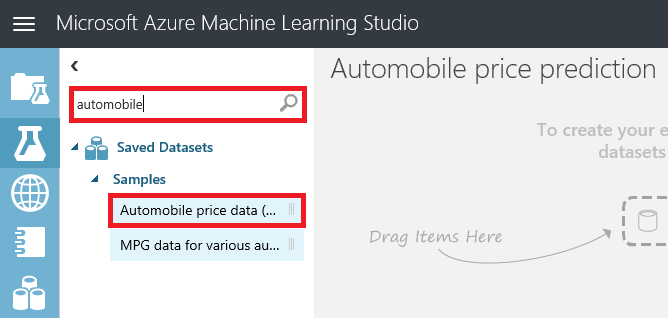 Microsoft Azure Machine Learning Studio
automobile
Saved Datasets
Samples
Automobile price data (...
MPG data for various au...
Automobile price prediction
To create your e
datasets
Drag Items Here